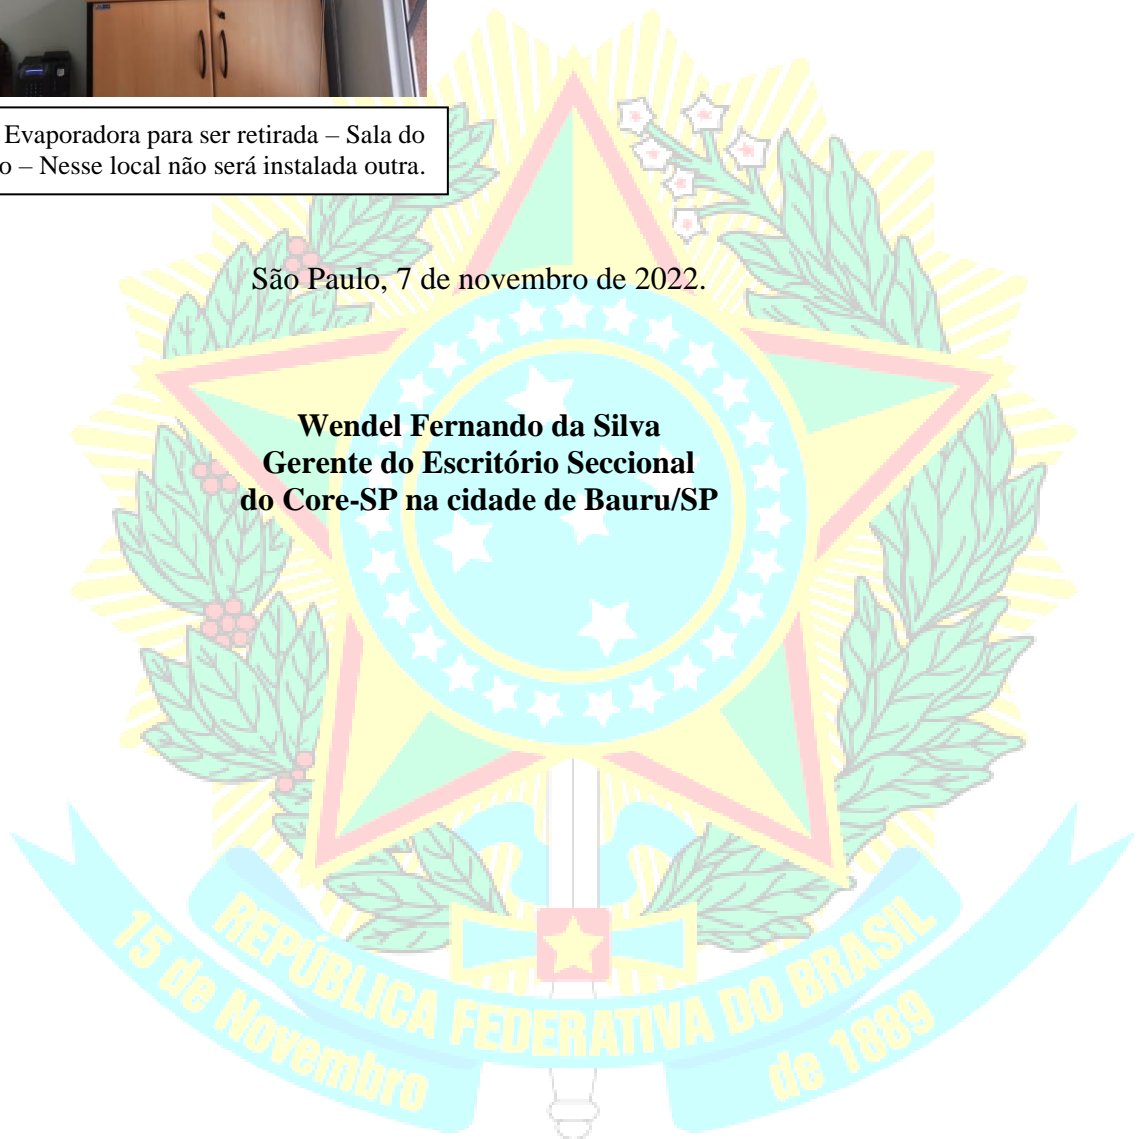 Evaporadora para ser retirada – Sala do
o – Nesse local não será instalada outra.
São Paulo, 7 de novembro de 2022.
Wendel Fernando da Silva
Gerente do Escritório Seccional
do Core-SP na cidade de Bauru/SP
REPÚBLICA FEDERATIVA DO BRASIL
15 de Novembro de 1889